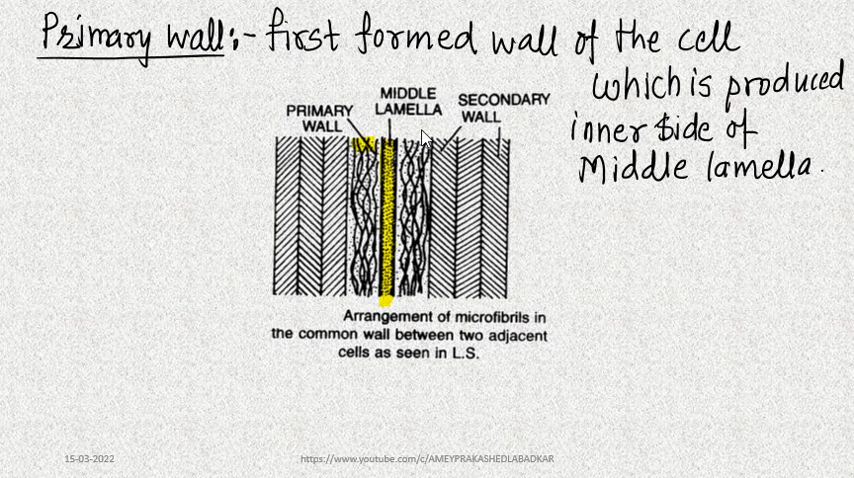 Primary wall:- first formed wall of the cell
which is produced
inner side of
Middle lamella.
MIDDLE
LAMELLA
PRIMARY
WALL
SECONDARY
WALL
Arrangement of microfibrils in
the common wall between two adjacent
cells as seen in L.S.
15-03-2022
https://www.youtube.com/c/AMEYPRAKASHEDLABADKAR